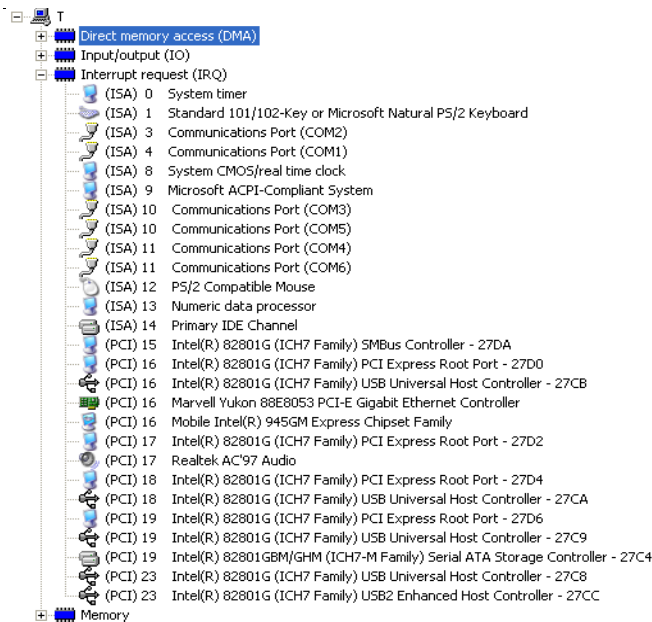 T
Direct memory access (DMA)
Input/output (IO)
Interrupt request (IRQ)
(ISA) 0 System timer
(ISA) 1 Standard 101/102-Key or Microsoft Natural PS/2 Keyboard
(ISA) 3 Communications Port (COM2)
(ISA) 4 Communications Port (COM1)
(ISA) 8 System CMOS/real time clock
(ISA) 9 Microsoft ACPI-Compliant System
(ISA) 10 Communications Port (COM3)
(ISA) 10 Communications Port (COM5)
(ISA) 11 Communications Port (COM4)
(ISA) 11 Communications Port (COM6)
(ISA) 12 PS/2 Compatible Mouse
(ISA) 13 Numeric data processor
(ISA) 14 Primary IDE Channel
(PCI) 15 Intel(R) 82801G (ICH7 Family) SMBus Controller - 27DA
(PCI) 16 Intel(R) 82801G (ICH7 Family) PCI Express Root Port - 27D0
(PCI) 16 Intel(R) 82801G (ICH7 Family) USB Universal Host Controller - 27CB
(PCI) 16 Marvell Yukon 88E8053 PCI-E Gigabit Ethernet Controller
(PCI) 16 Mobile Intel(R) 945GM Express Chipset Family
(PCI) 17 Intel(R) 82801G (ICH7 Family) PCI Express Root Port - 27D2
(PCI) 17 Realtek AC'97 Audio
(PCI) 18 Intel(R) 82801G (ICH7 Family) PCI Express Root Port - 27D4
(PCI) 18 Intel(R) 82801G (ICH7 Family) USB Universal Host Controller - 27CA
(PCI) 19 Intel(R) 82801G (ICH7 Family) PCI Express Root Port - 27D6
(PCI) 19 Intel(R) 82801G (ICH7 Family) USB Universal Host Controller - 27C9
(PCI) 19 Intel(R) 82801GBM/GHM (ICH7-M Family) Serial ATA Storage Controller - 27C4
(PCI) 23 Intel(R) 82801G (ICH7 Family) USB Universal Host Controller - 27C8
(PCI) 23 Intel(R) 82801G (ICH7 Family) USB2 Enhanced Host Controller - 27CC
Memory